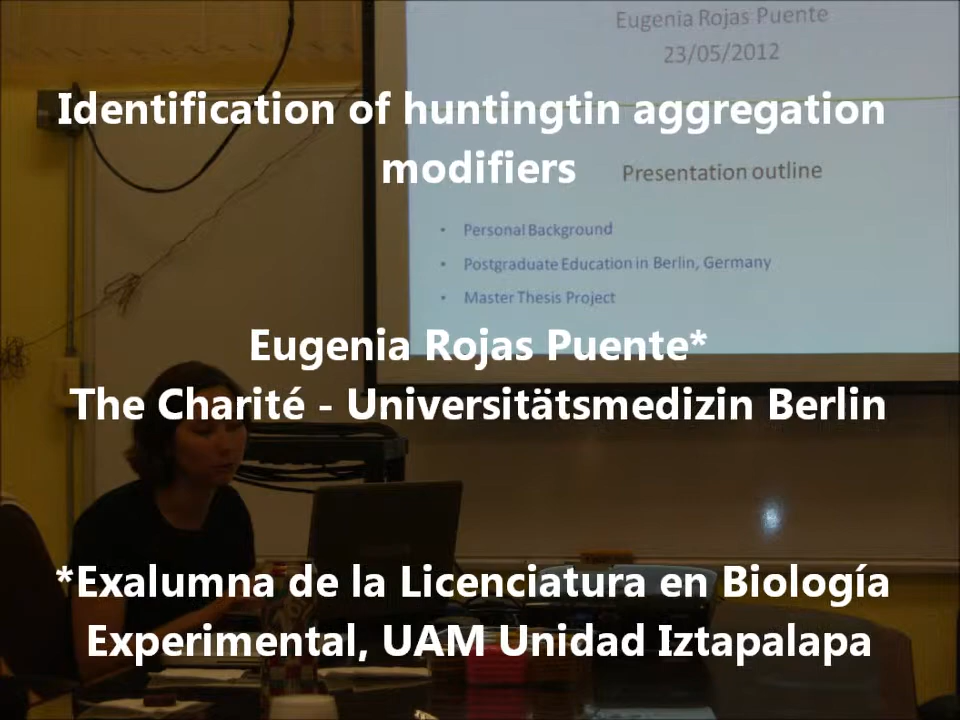 Eugenia Rojas Puente
23/05/2012
Identification of huntingtin aggregation
modifiers
Presentation outline
• Personal Background
• Postgraduate Education in Berlin, Germany
• Master Thesis Project
Eugenia Rojas Puente*
The Charité - Universitätsmedizin Berlin
*Exalumna de la Licenciatura en Biología
Experimental, UAM Unidad Iztapalapa